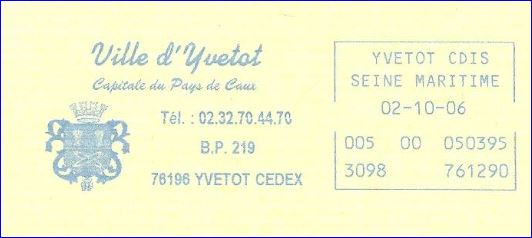 Ville d'Yvetot
Capitale du Pays de Caux
Tél. : 02.32.70.44.70
B.P. 219
76196 YVETOT CEDEX
YVETOT CDIS
SEINE MARITIME
02-10-06
005 00 050395
3098 761290